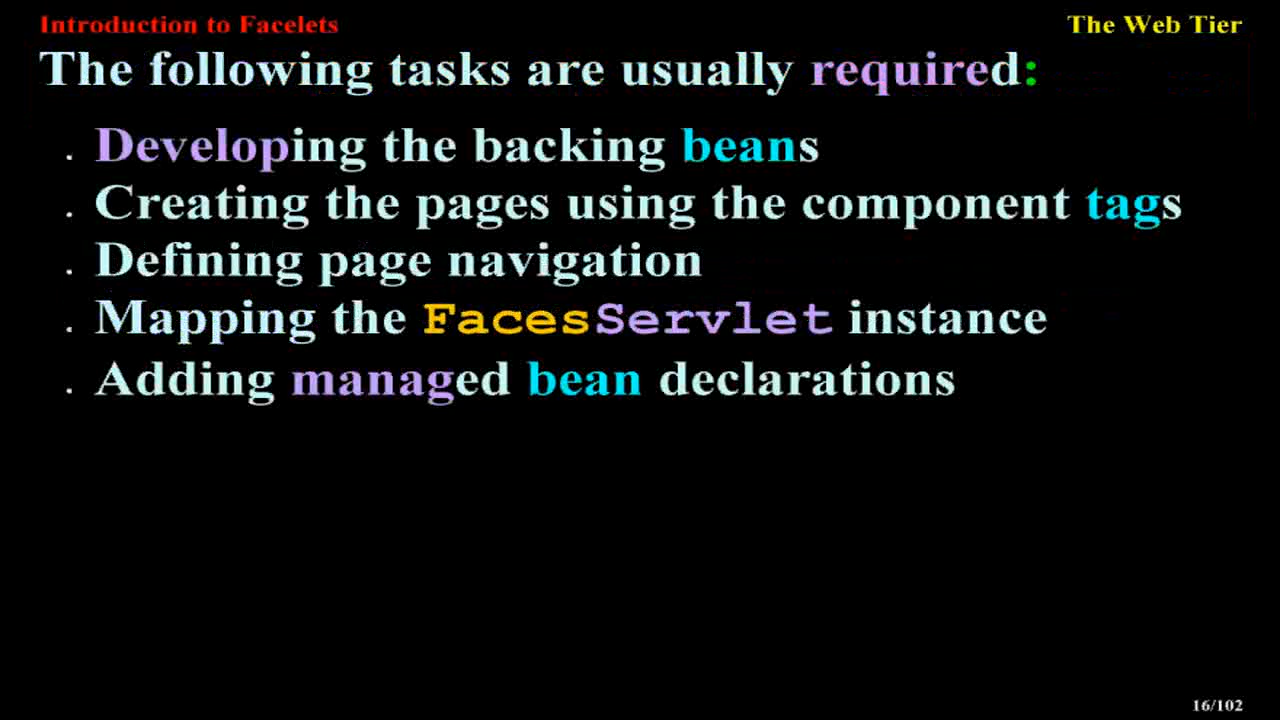 Introduction to Facelets
The Web Tier
The following tasks are usually required:
. Developing the backing beans
. Creating the pages using the component tags
. Defining page navigation
. Mapping the FacesServlet instance
. Adding managed bean declarations
16/102